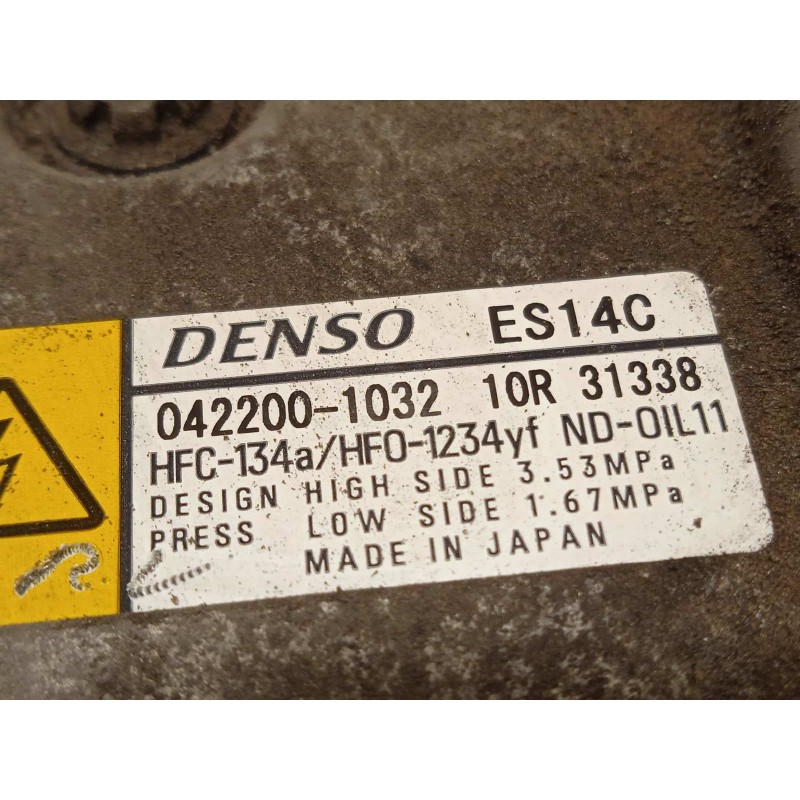 DENSO ES14C
042200-1032 10R 31338
HFC-134a/HFO-1234yf ND-OIL11
DESIGN HIGH SIDE 3.53MPa
PRESS LOW SIDE 1.67MPa
MADE IN JAPAN